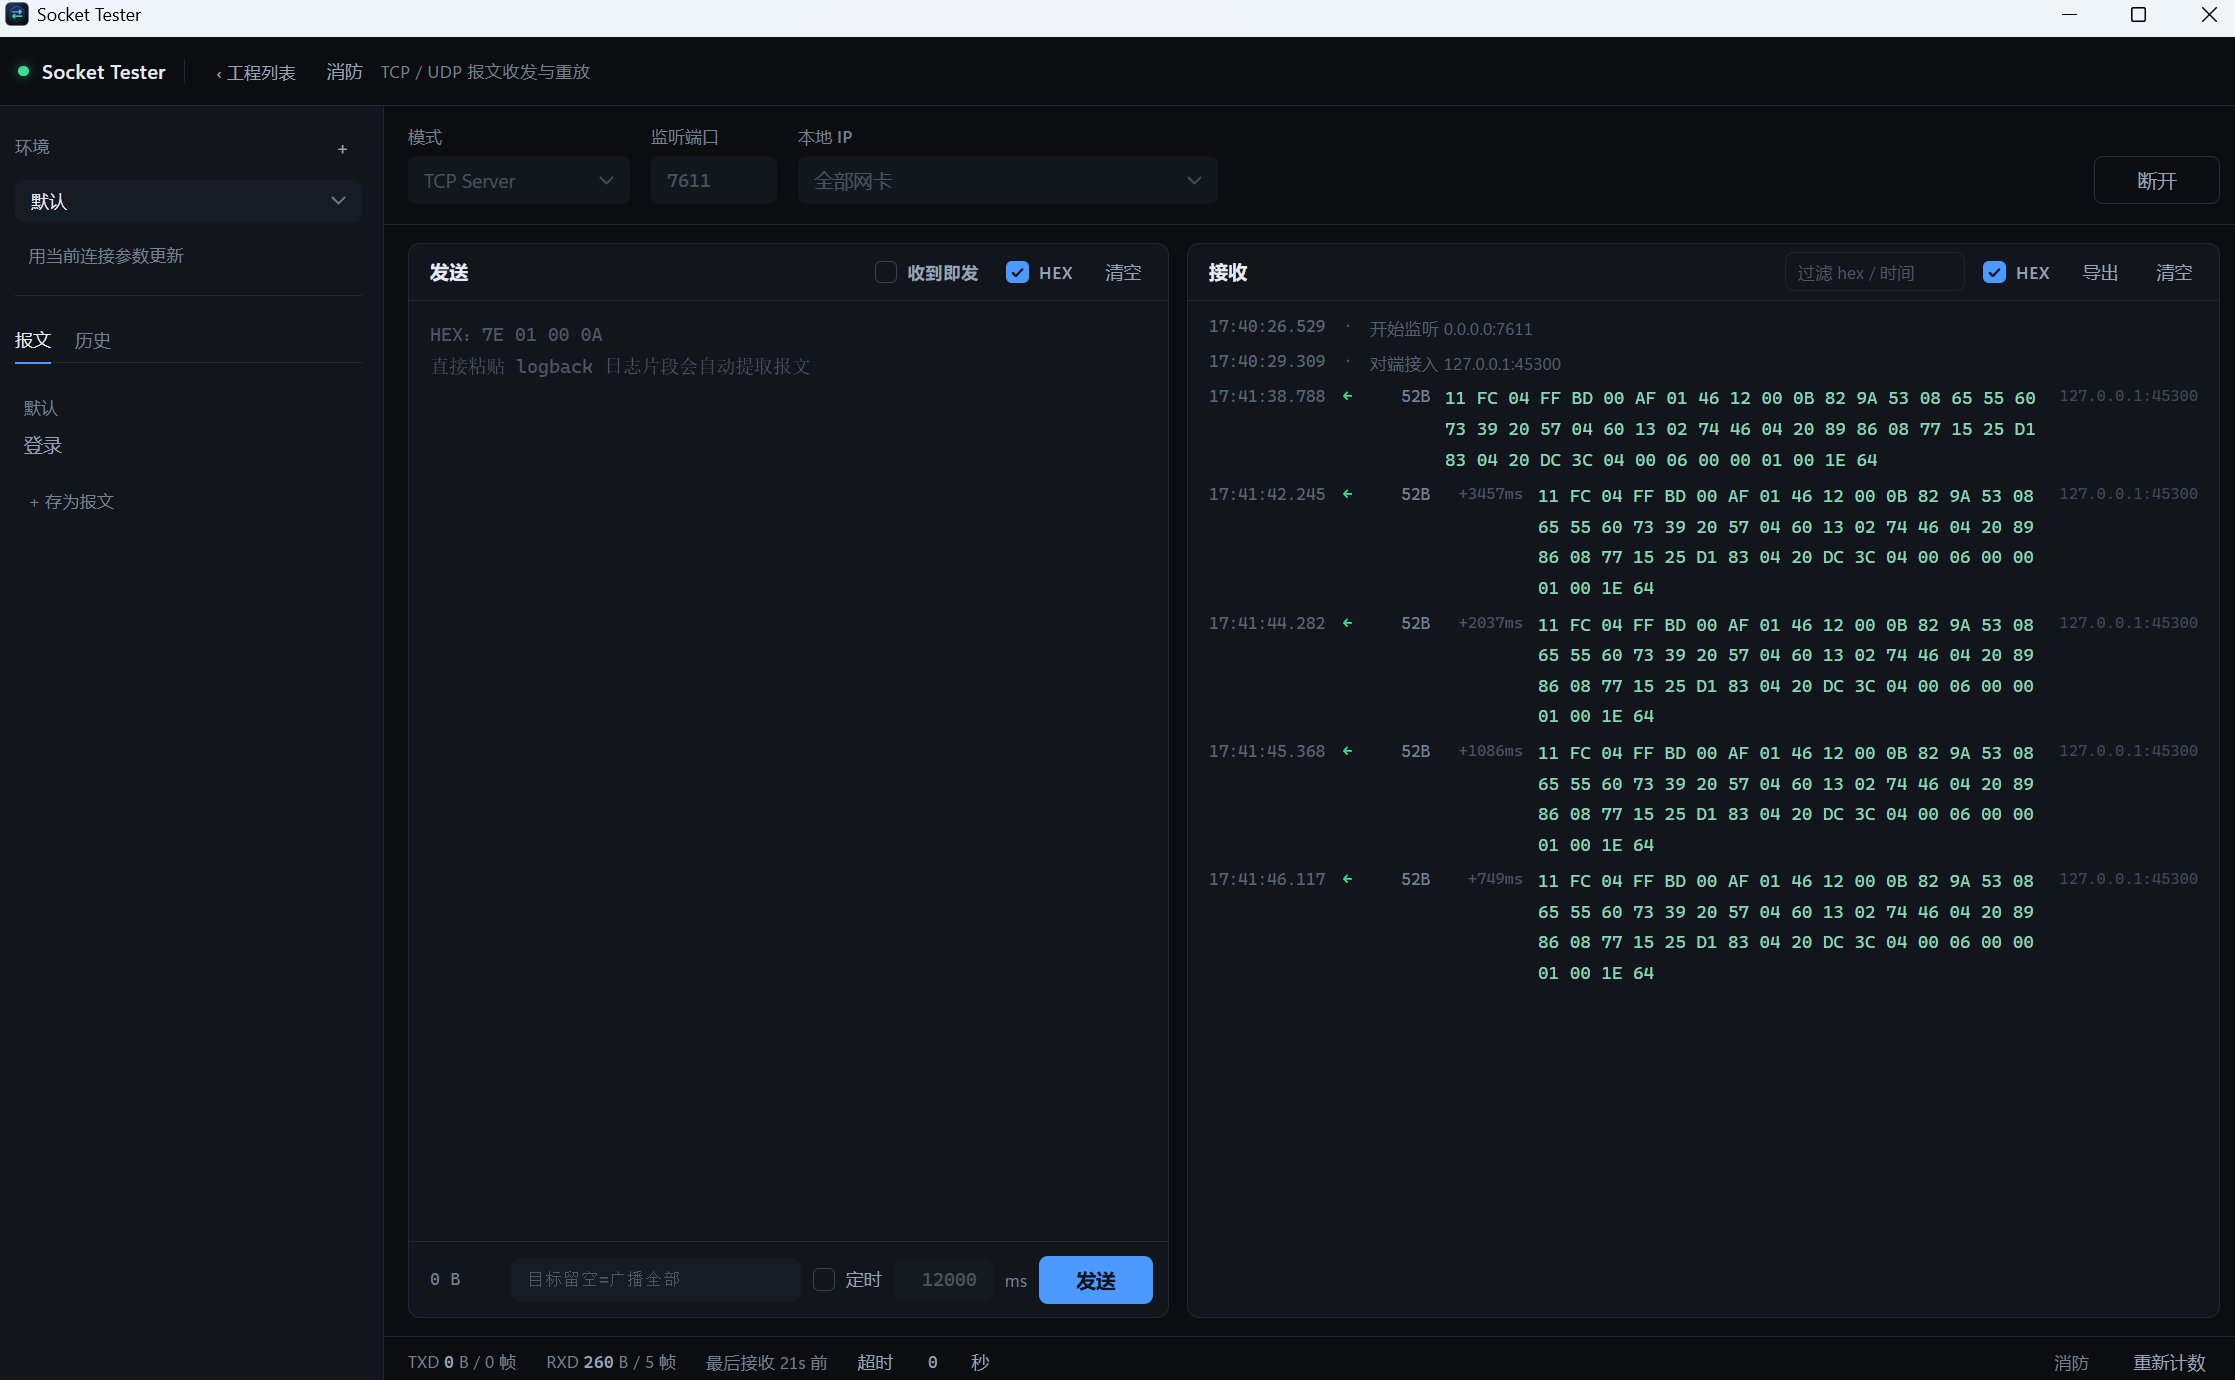 Socket Tester
Socket Tester
‹ 工程列表
消防
TCP / UDP 报文收发与重放
环境
+
默认
用当前连接参数更新
报文
历史
默认
登录
+ 存为报文
模式
监听端口
本地 IP
TCP Server
7611
全部网卡
断开
发送
收到即发
HEX
清空
HEX: 7E 01 00 0A
直接粘贴 logback 日志片段会自动提取报文
0 B
目标留空=广播全部
定时
12000
ms
发送
接收
过滤 hex / 时间
HEX
导出
清空
17:40:26.529 · 开始监听 0.0.0.0:7611
17:40:29.309 · 对端接入 127.0.0.1:45300
17:41:38.788 ← 52B 11 FC 04 FF BD 00 AF 01 46 12 00 0B 82 9A 53 08 65 55 60 127.0.0.1:45300
73 39 20 57 04 60 13 02 74 46 04 20 89 86 08 77 15 25 D1
83 04 20 DC 3C 04 00 06 00 00 01 00 1E 64
17:41:42.245 ← 52B +3457ms 11 FC 04 FF BD 00 AF 01 46 12 00 0B 82 9A 53 08 127.0.0.1:45300
65 55 60 73 39 20 57 04 60 13 02 74 46 04 20 89
86 08 77 15 25 D1 83 04 20 DC 3C 04 00 06 00 00
01 00 1E 64
17:41:44.282 ← 52B +2037ms 11 FC 04 FF BD 00 AF 01 46 12 00 0B 82 9A 53 08 127.0.0.1:45300
65 55 60 73 39 20 57 04 60 13 02 74 46 04 20 89
86 08 77 15 25 D1 83 04 20 DC 3C 04 00 06 00 00
01 00 1E 64
17:41:45.368 ← 52B +1086ms 11 FC 04 FF BD 00 AF 01 46 12 00 0B 82 9A 53 08 127.0.0.1:45300
65 55 60 73 39 20 57 04 60 13 02 74 46 04 20 89
86 08 77 15 25 D1 83 04 20 DC 3C 04 00 06 00 00
01 00 1E 64
17:41:46.117 ← 52B +749ms 11 FC 04 FF BD 00 AF 01 46 12 00 0B 82 9A 53 08 127.0.0.1:45300
65 55 60 73 39 20 57 04 60 13 02 74 46 04 20 89
86 08 77 15 25 D1 83 04 20 DC 3C 04 00 06 00 00
01 00 1E 64
TXD 0 B / 0 帧
RXD 260 B / 5 帧
最后接收 21s 前
超时 0 秒
消防
重新计数